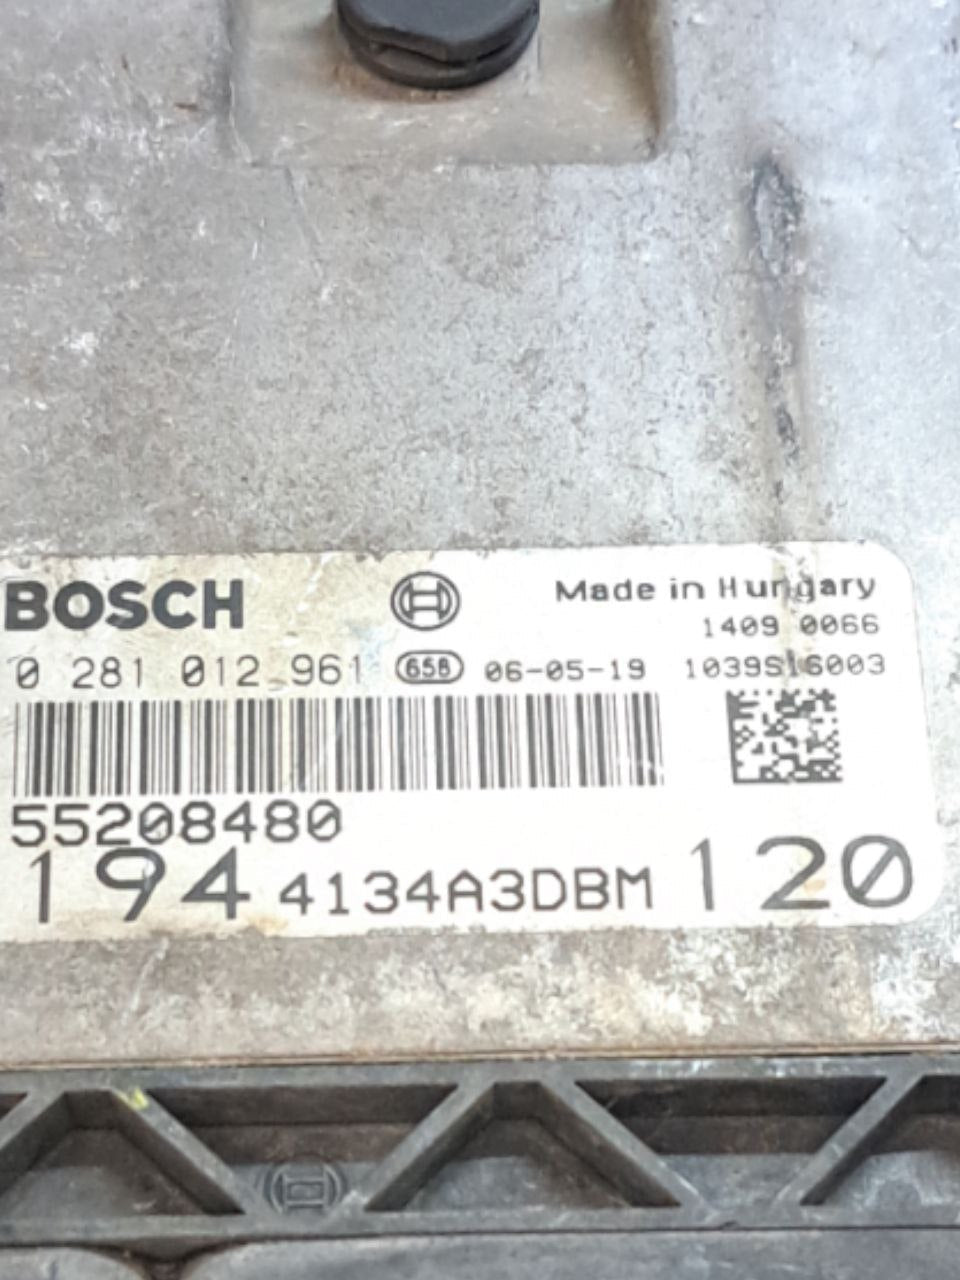 BOSCH
Made in Hungary
1409 0066
0 281 012 961 658 06-05-19 1039S16003
55208480
194 4134A3DBM 120